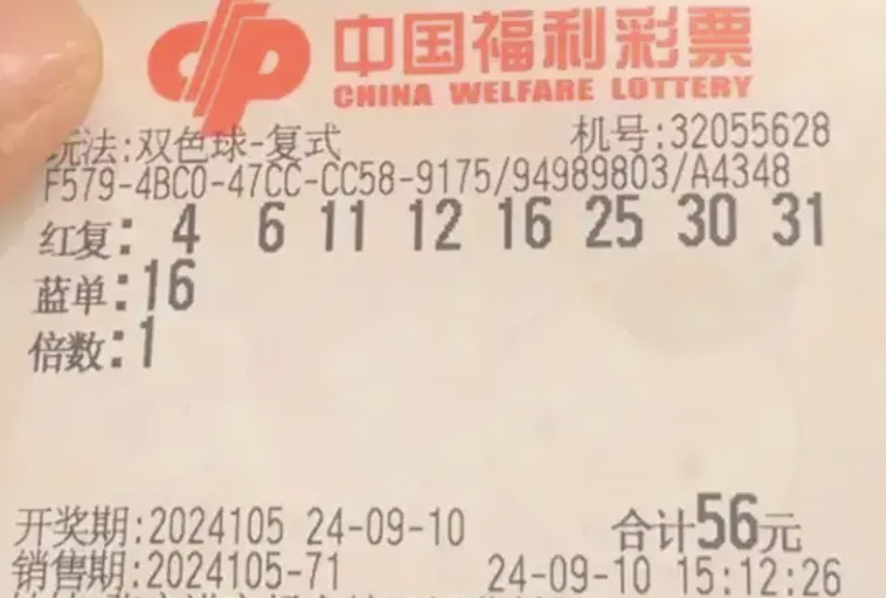 中国福利彩票
CHINA WELFARE LOTTERY
玩法:双色球-复式 机号:32055628
F579-4BC0-47CC-CC58-9175/94989803/A4348
红复: 4 6 11 12 16 25 30 31
蓝单:16
倍数:1
开奖期:2024105 24-09-10 合计56元
销售期:2024105-71 24-09-10 15:12:26